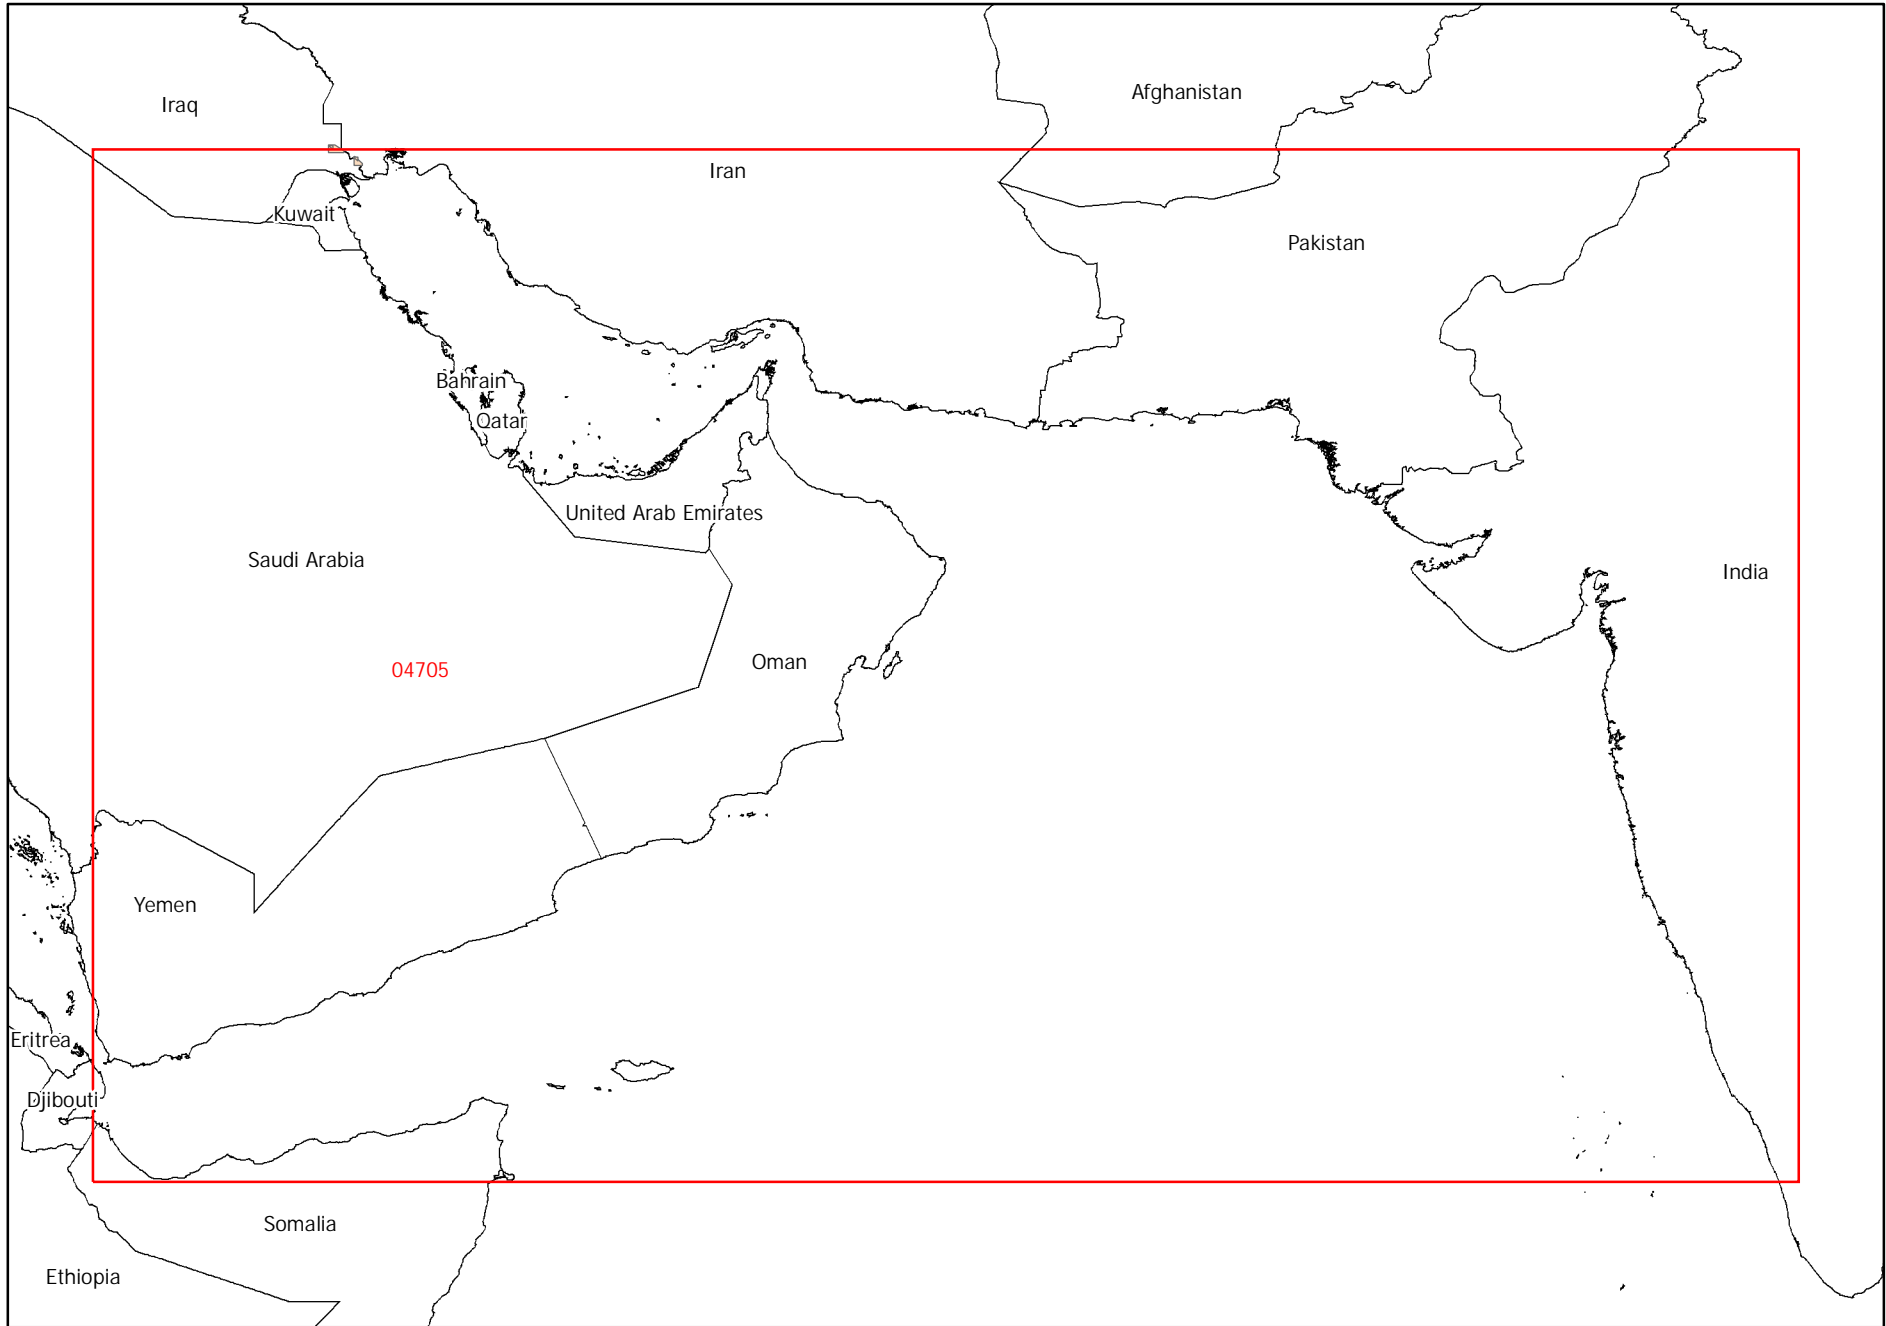 Afghanistan
Iraq
Iran
Kuwait
Pakistan
Bahrain
Qatar
United Arab Emirates
Saudi Arabia
India
Oman
04705
Yemen
Eritrea
Djibouti
Somalia
Ethiopia